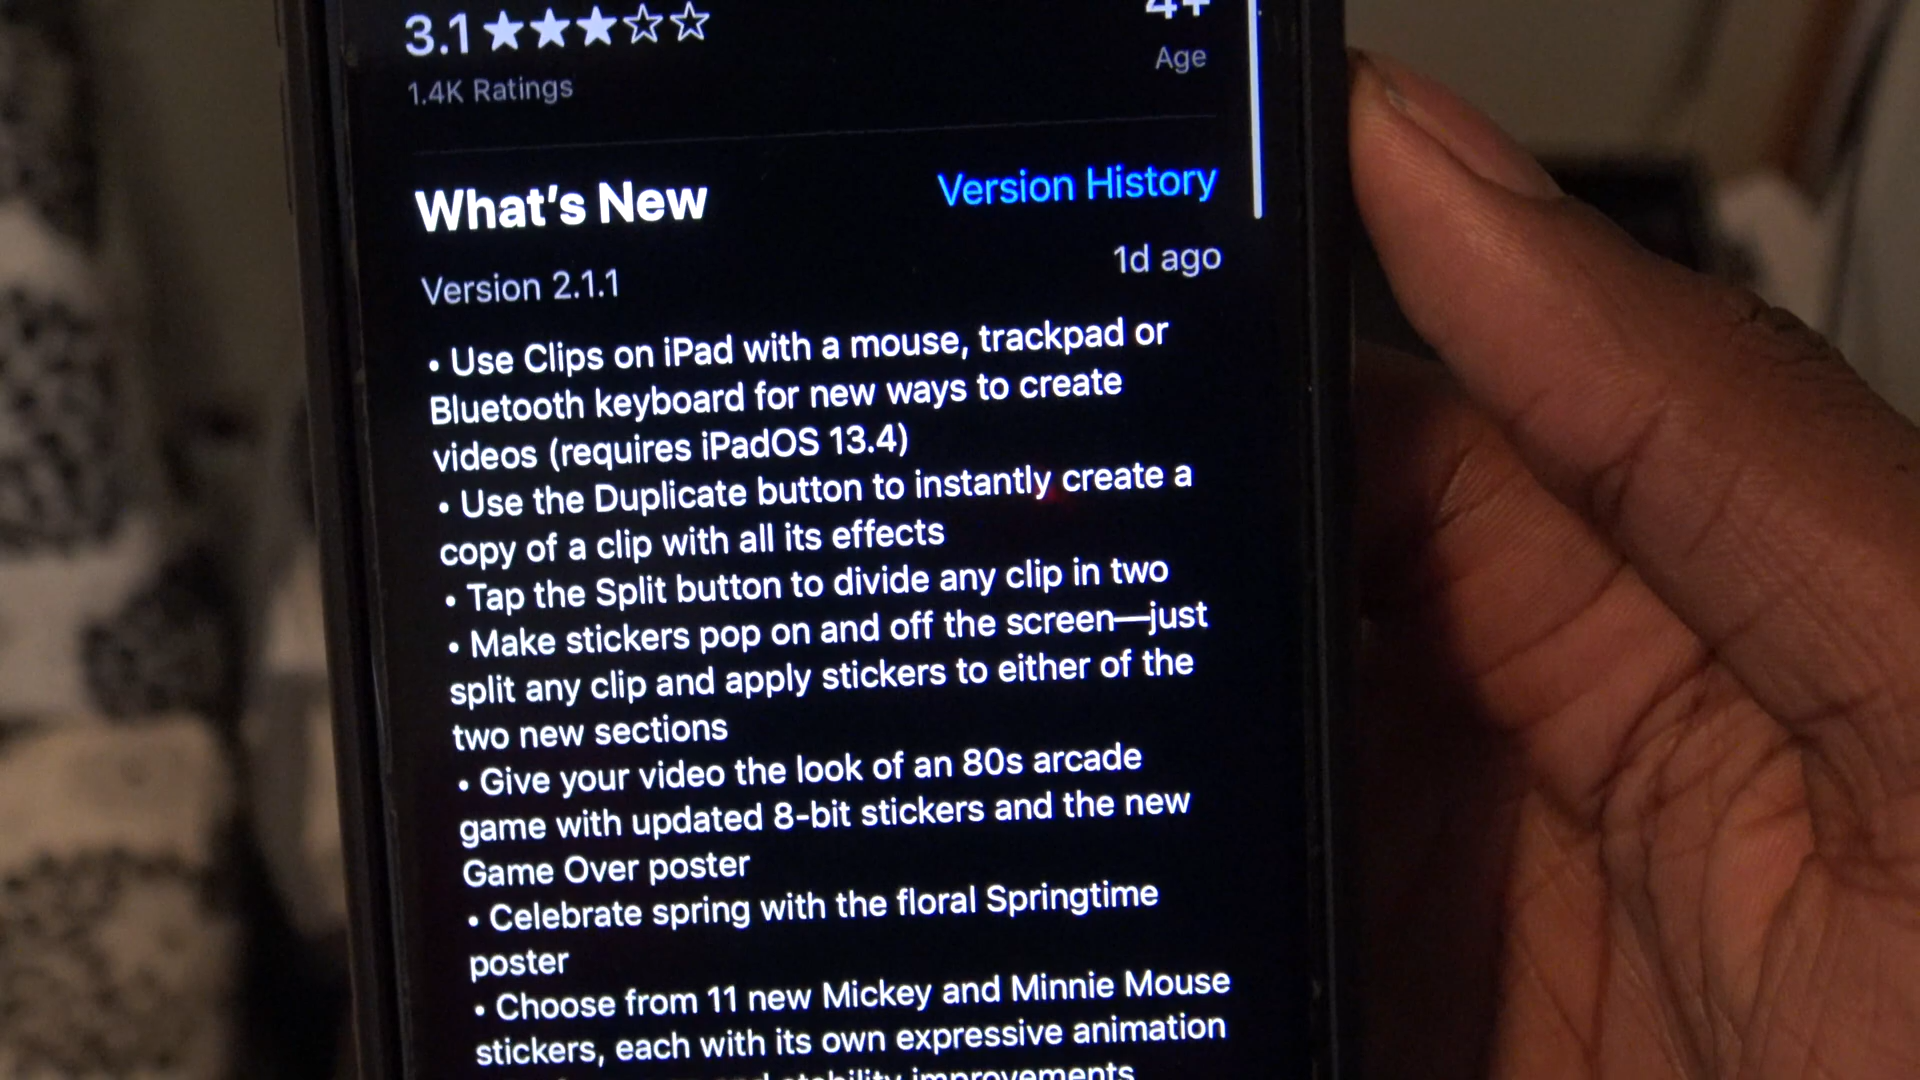 3.1 ★★★☆☆
4+
1.4K Ratings
Age
What's New
Version History
Version 2.1.1
1d ago
• Use Clips on iPad with a mouse, trackpad or
Bluetooth keyboard for new ways to create
videos (requires iPadOS 13.4)
• Use the Duplicate button to instantly create a
copy of a clip with all its effects
• Tap the Split button to divide any clip in two
• Make stickers pop on and off the screen—just
split any clip and apply stickers to either of the
two new sections
• Give your video the look of an 80s arcade
game with updated 8-bit stickers and the new
Game Over poster
• Celebrate spring with the floral Springtime
poster
• Choose from 11 new Mickey and Minnie Mouse
stickers, each with its own expressive animation
stability improvements